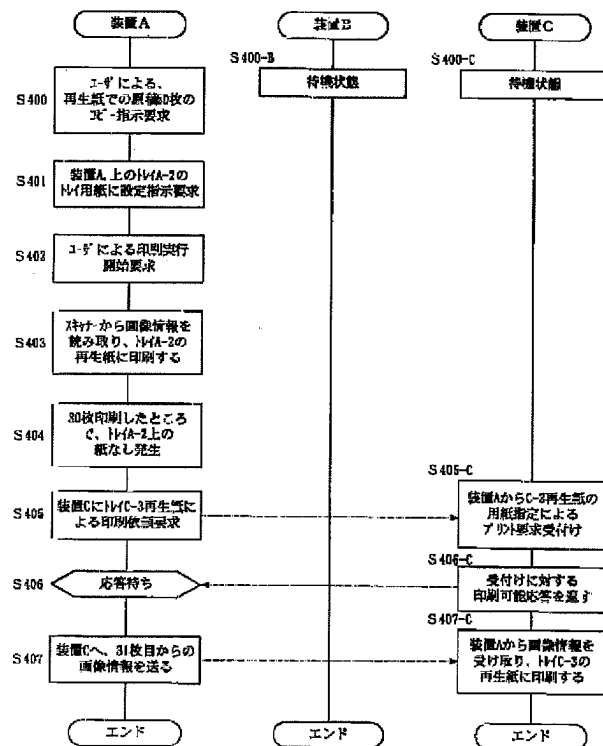 装置A
装置B
装置C
S400
ユーザによる、
再生紙での原稿80枚の
コピー指示要求
S400-B
待機状態
S400-C
待機状態
S401
装置A上のトレイA-2の
トレイ用紙に設定指示要求
S402
ユーザによる印刷実行
開始要求
S403
スキャナーから画像情報を
読み取り、トレイA-2の
再生紙に印刷する
S404
30枚印刷したところ
で、トレイA-2上の
紙なし発生
S405
装置CにトレイC-3再生紙に
よる印刷依頼要求
S405-C
装置AからC-3再生紙の
用紙指定による
プリント要求受付け
S406
応答待ち
S406-C
受付けに対する
印刷可能応答を返す
S407
装置Cへ、31枚目からの
画像情報を送る
S407-C
装置Aから画像情報を
受け取り、トレイC-3の
再生紙に印刷する
エンド
エンド
エンド